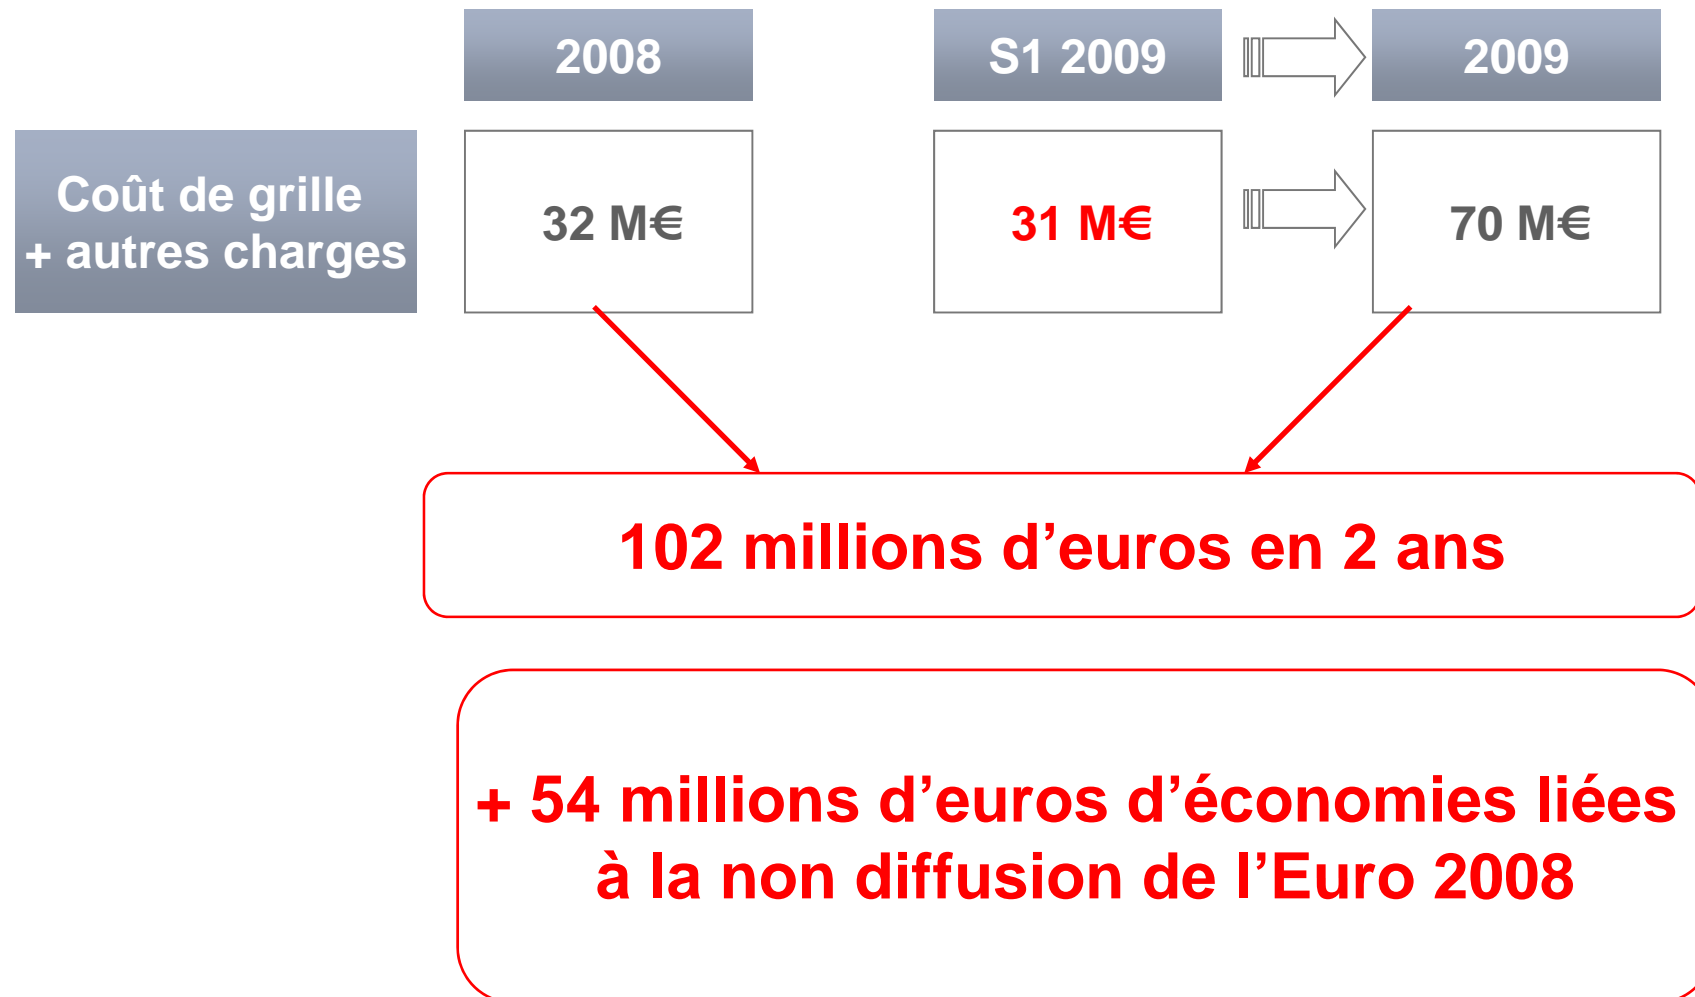 2008
S1 2009
2009
Coût de grille
+ autres charges
32 M€
31 M€
70 M€
102 millions d’euros en 2 ans
+ 54 millions d’euros d’économies liées
à la non diffusion de l’Euro 2008